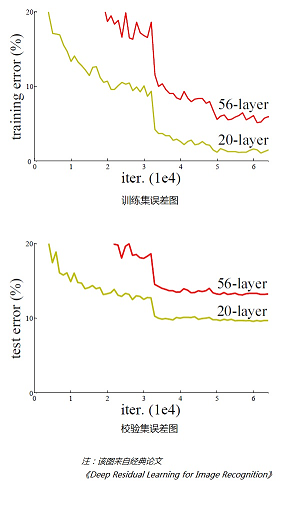 20
10
0
training error (%)
56-layer
20-layer
0 1 2 3 4 5 6
iter. (1e4)
训练集误差图
20
10
0
test error (%)
56-layer
20-layer
0 1 2 3 4 5 6
iter. (1e4)
校验集误差图
注：该图来自经典论文
《Deep Residual Learning for Image Recognition》